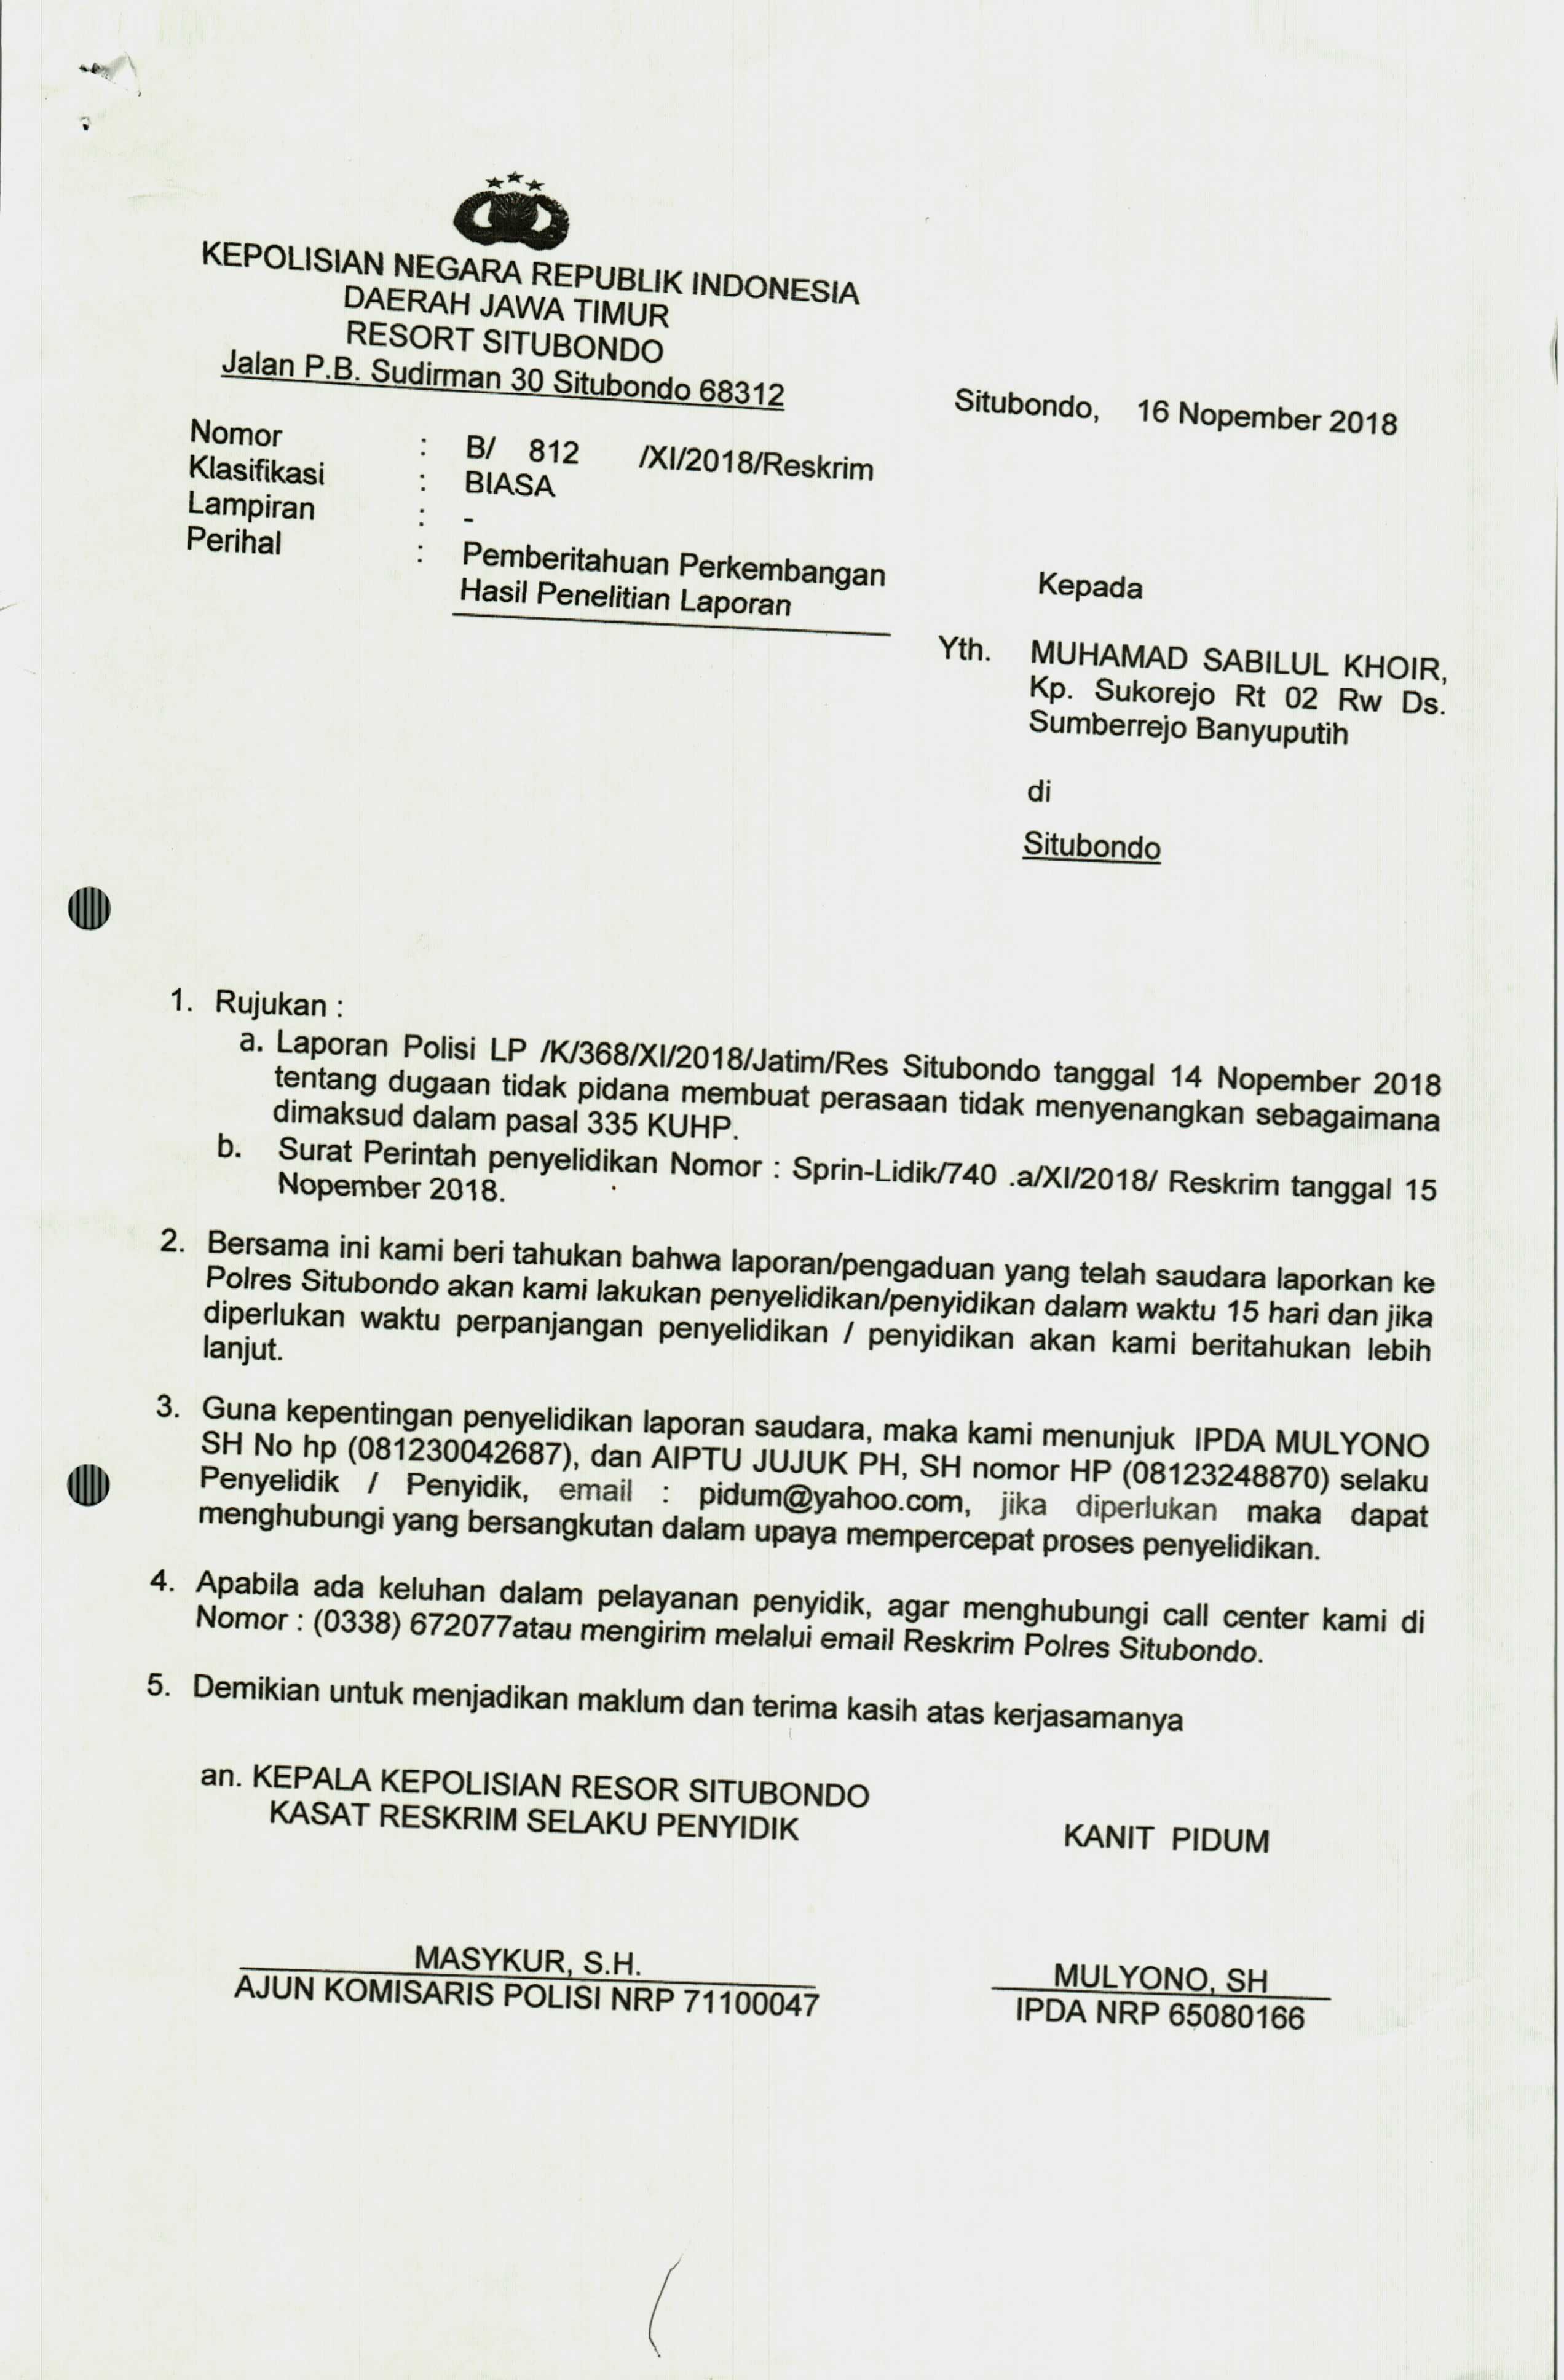 KEPOLISIAN NEGARA REPUBLIK INDONESIA
DAERAH JAWA TIMUR
RESORT SITUBONDO
Jalan P.B. Sudirman 30 Situbondo 68312
Situbondo, 16 Nopember 2018
Nomor : B/ 812 /XI/2018/Reskrim
Klasifikasi : BIASA
Lampiran : -
Perihal : Pemberitahuan Perkembangan
Hasil Penelitian Laporan
Kepada
Yth. MUHAMAD SABILUL KHOIR,
Kp. Sukorejo Rt 02 Rw Ds.
Sumberrejo Banyuputih
di
Situbondo
1. Rujukan :
a. Laporan Polisi LP /K/368/XI/2018/Jatim/Res Situbondo tanggal 14 Nopember 2018
tentang dugaan tidak pidana membuat perasaan tidak menyenangkan sebagaimana
dimaksud dalam pasal 335 KUHP.
b. Surat Perintah penyelidikan Nomor : Sprin-Lidik/740 .a/XI/2018/ Reskrim tanggal 15
Nopember 2018.
2. Bersama ini kami beri tahukan bahwa laporan/pengaduan yang telah saudara laporkan ke
Polres Situbondo akan kami lakukan penyelidikan/penyidikan dalam waktu 15 hari dan jika
diperlukan waktu perpanjangan penyelidikan / penyidikan akan kami beritahukan lebih
lanjut.
3. Guna kepentingan penyelidikan laporan saudara, maka kami menunjuk IPDA MULYONO
SH No hp (081230042687), dan AIPTU JUJUK PH, SH nomor HP (08123248870) selaku
Penyelidik / Penyidik, email : pidum@yahoo.com, jika diperlukan maka dapat
menghubungi yang bersangkutan dalam upaya mempercepat proses penyelidikan.
4. Apabila ada keluhan dalam pelayanan penyidik, agar menghubungi call center kami di
Nomor : (0338) 672077atau mengirim melalui email Reskrim Polres Situbondo.
5. Demikian untuk menjadikan maklum dan terima kasih atas kerjasamanya
an. KEPALA KEPOLISIAN RESOR SITUBONDO
KASAT RESKRIM SELAKU PENYIDIK
KANIT PIDUM
MASYKUR, S.H.
AJUN KOMISARIS POLISI NRP 71100047
MULYONO, SH
IPDA NRP 65080166